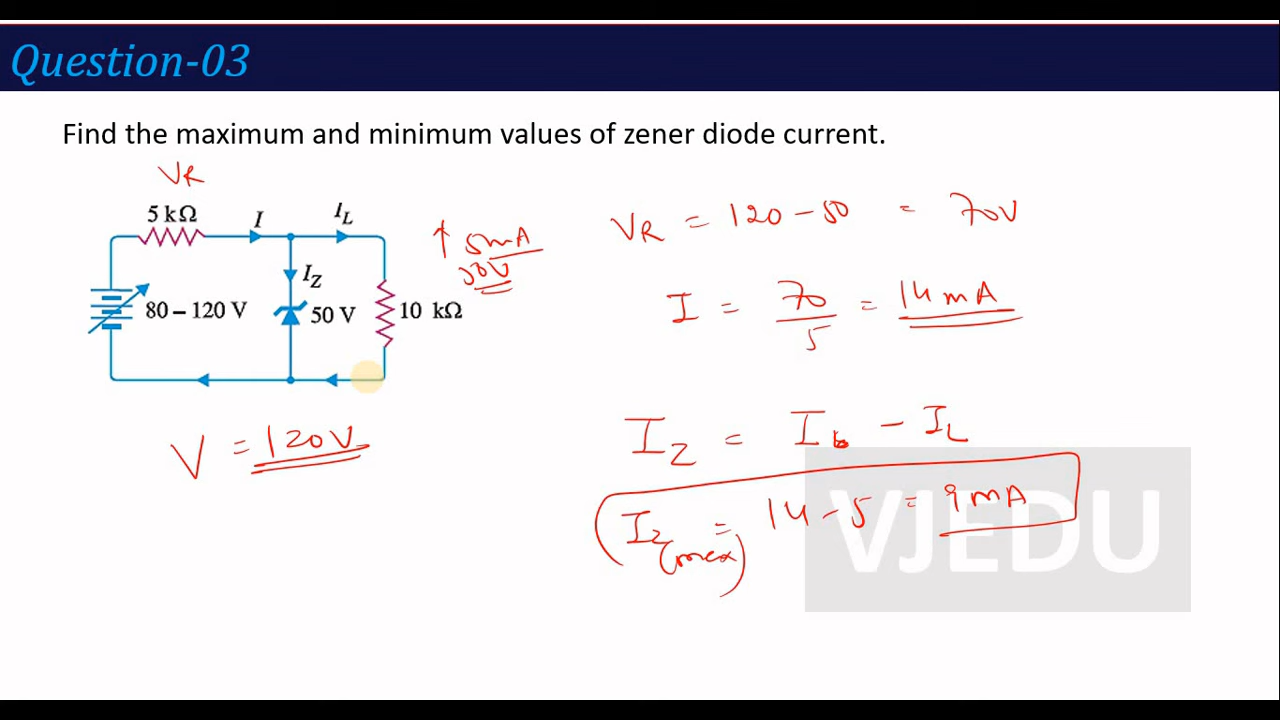 Question-03
Find the maximum and minimum values of zener diode current.
VR
5 kΩ
I
IL
↑ 5mA
50V
IZ
80 – 120 V
50 V
10 kΩ
V = 120V
VR = 120 - 50 = 70V
I = 70/5 = 14mA
IZ = I - IL
IZ(max) = 14 - 5 = 9mA
VJEDU